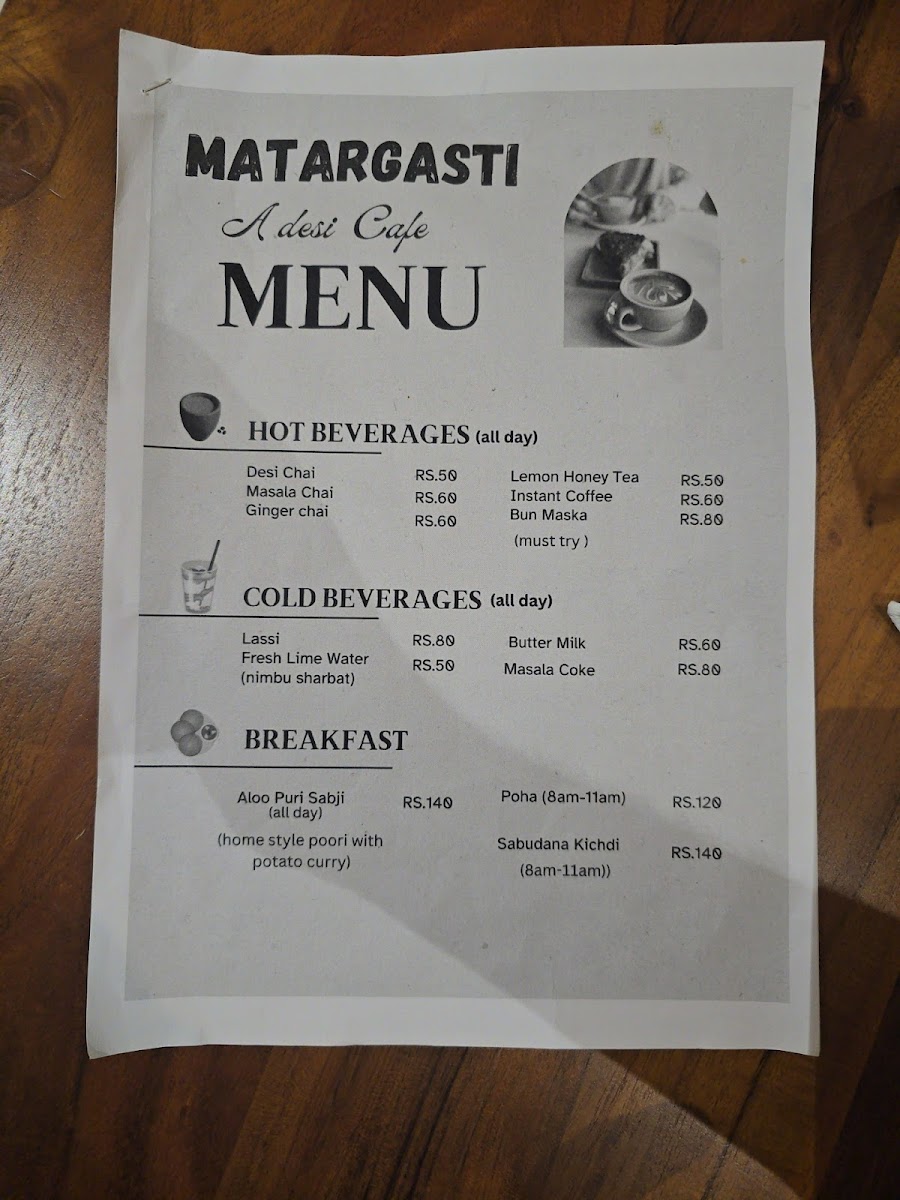 MATARGASTI
A desi Cafe
MENU
HOT BEVERAGES (all day)
Desi Chai RS.50
Masala Chai RS.60
Ginger chai RS.60
Lemon Honey Tea RS.50
Instant Coffee RS.60
Bun Maska RS.80
(must try )
COLD BEVERAGES (all day)
Lassi RS.80
Fresh Lime Water RS.50
(nimbu sharbat)
Butter Milk RS.60
Masala Coke RS.80
BREAKFAST
Aloo Puri Sabji RS.140
(all day)
(home style poori with
potato curry)
Poha (8am-11am) RS.120
Sabudana Kichdi RS.140
(8am-11am))